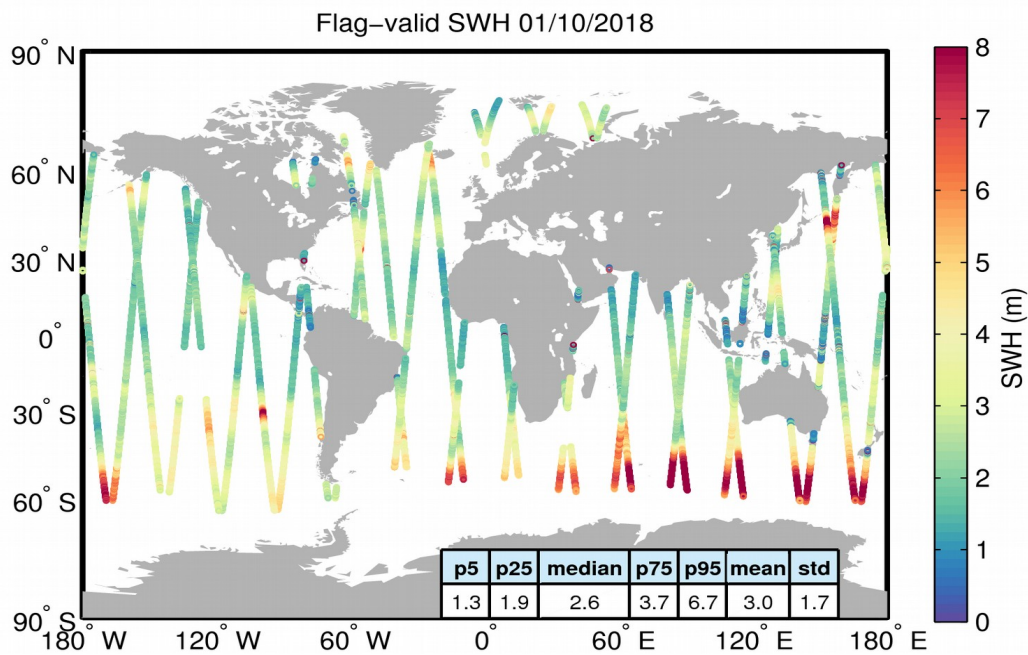 Flag−valid SWH 01/10/2018
90° N
60° N
30° N
0°
30° S
60° S
90° S
180° W
120° W
60° W
0°
60° E
120° E
180° E
p5 p25 median p75 p95 mean std
1.3 1.9 2.6 3.7 6.7 3.0 1.7
8
7
6
5
4
3
2
1
0
SWH (m)